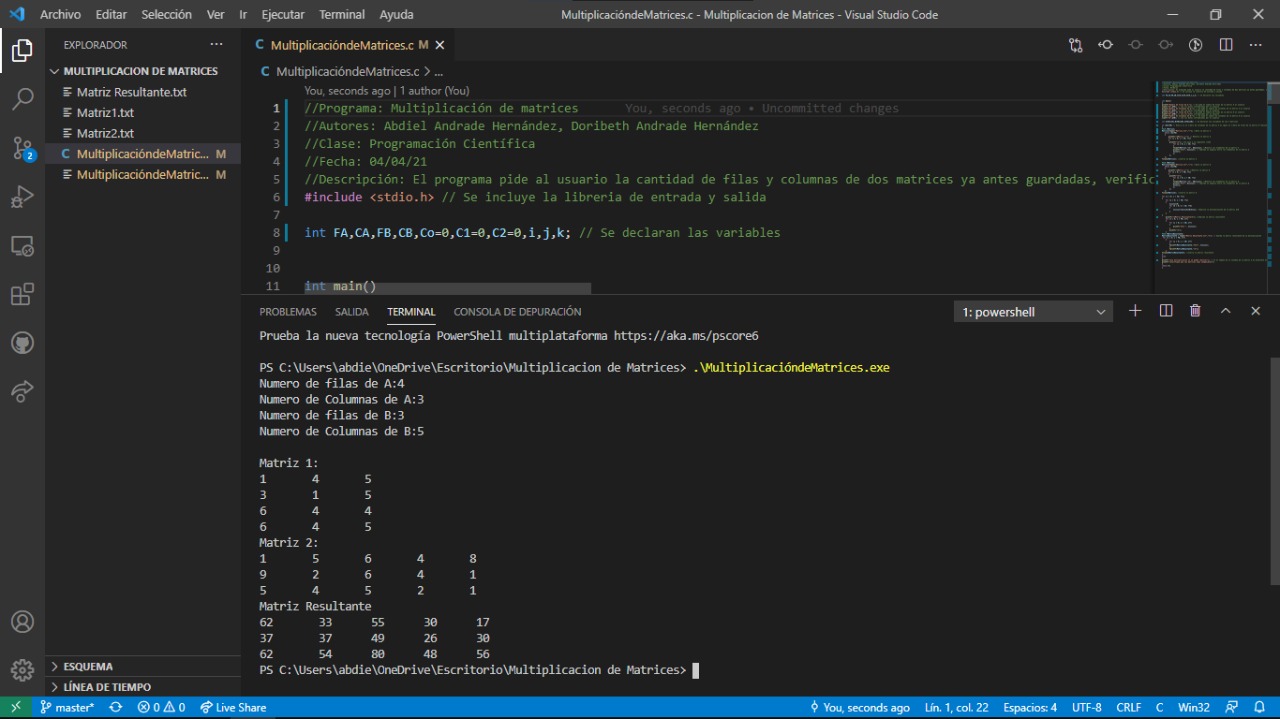 Archivo Editar Selección Ver Ir Ejecutar Terminal Ayuda
MultiplicacióndeMatrices.c - Multiplicacion de Matrices - Visual Studio Code
EXPLORADOR
MULTIPLICACION DE MATRICES
Matriz Resultante.txt
Matriz1.txt
Matriz2.txt
MultiplicacióndeMatric... M
MultiplicacióndeMatric... M
2
ESQUEMA
LÍNEA DE TIEMPO
MultiplicacióndeMatrices.c M
MultiplicacióndeMatrices.c > ...
You, seconds ago | 1 author (You)
1 //Programa: Multiplicación de matrices You, seconds ago • Uncommitted changes
2 //Autores: Abdiel Andrade Hernández, Doribeth Andrade Hernández
3 //Clase: Programación Científica
4 //Fecha: 04/04/21
5 //Descripción: El programa pide al usuario la cantidad de filas y columnas de dos matrices ya antes guardadas, verific
6 #include <stdio.h> // Se incluye la libreria de entrada y salida
7
8 int FA,CA,FB,CB,Co=0,C1=0,C2=0,i,j,k; // Se declaran las variables
9
10
11 int main()
PROBLEMAS SALIDA TERMINAL CONSOLA DE DEPURACIÓN
1: powershell
Prueba la nueva tecnología PowerShell multiplataforma https://aka.ms/pscore6
PS C:\Users\abdie\OneDrive\Escritorio\Multiplicacion de Matrices> .\MultiplicacióndeMatrices.exe
Numero de filas de A:4
Numero de Columnas de A:3
Numero de filas de B:3
Numero de Columnas de B:5
Matriz 1:
1 4 5
3 1 5
6 4 4
6 4 5
Matriz 2:
1 5 6 4 8
9 2 6 4 1
5 4 5 2 1
Matriz Resultante
62 33 55 30 17
37 37 49 26 30
62 54 80 48 56
PS C:\Users\abdie\OneDrive\Escritorio\Multiplicacion de Matrices>
master* 0 0 Live Share
You, seconds ago Lín. 1, col. 22 Espacios: 4 UTF-8 CRLF C Win32